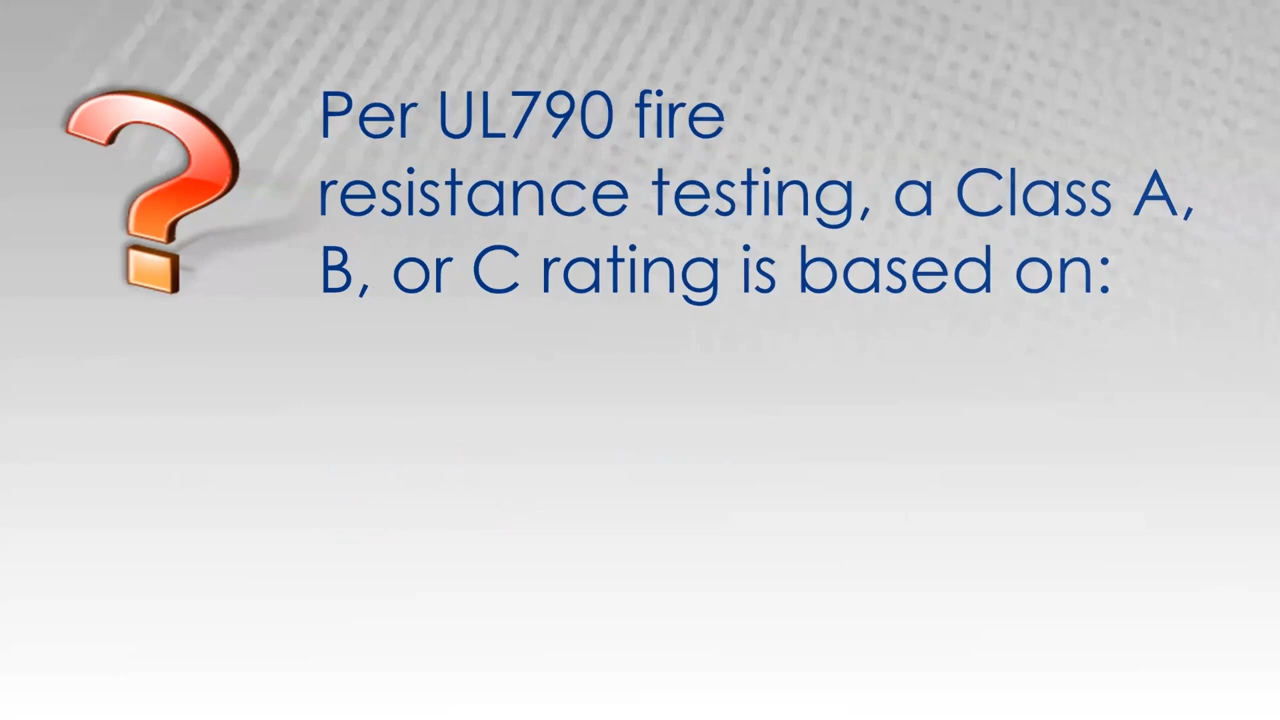 Per UL790 fire
resistance testing, a Class A,
B, or C rating is based on: